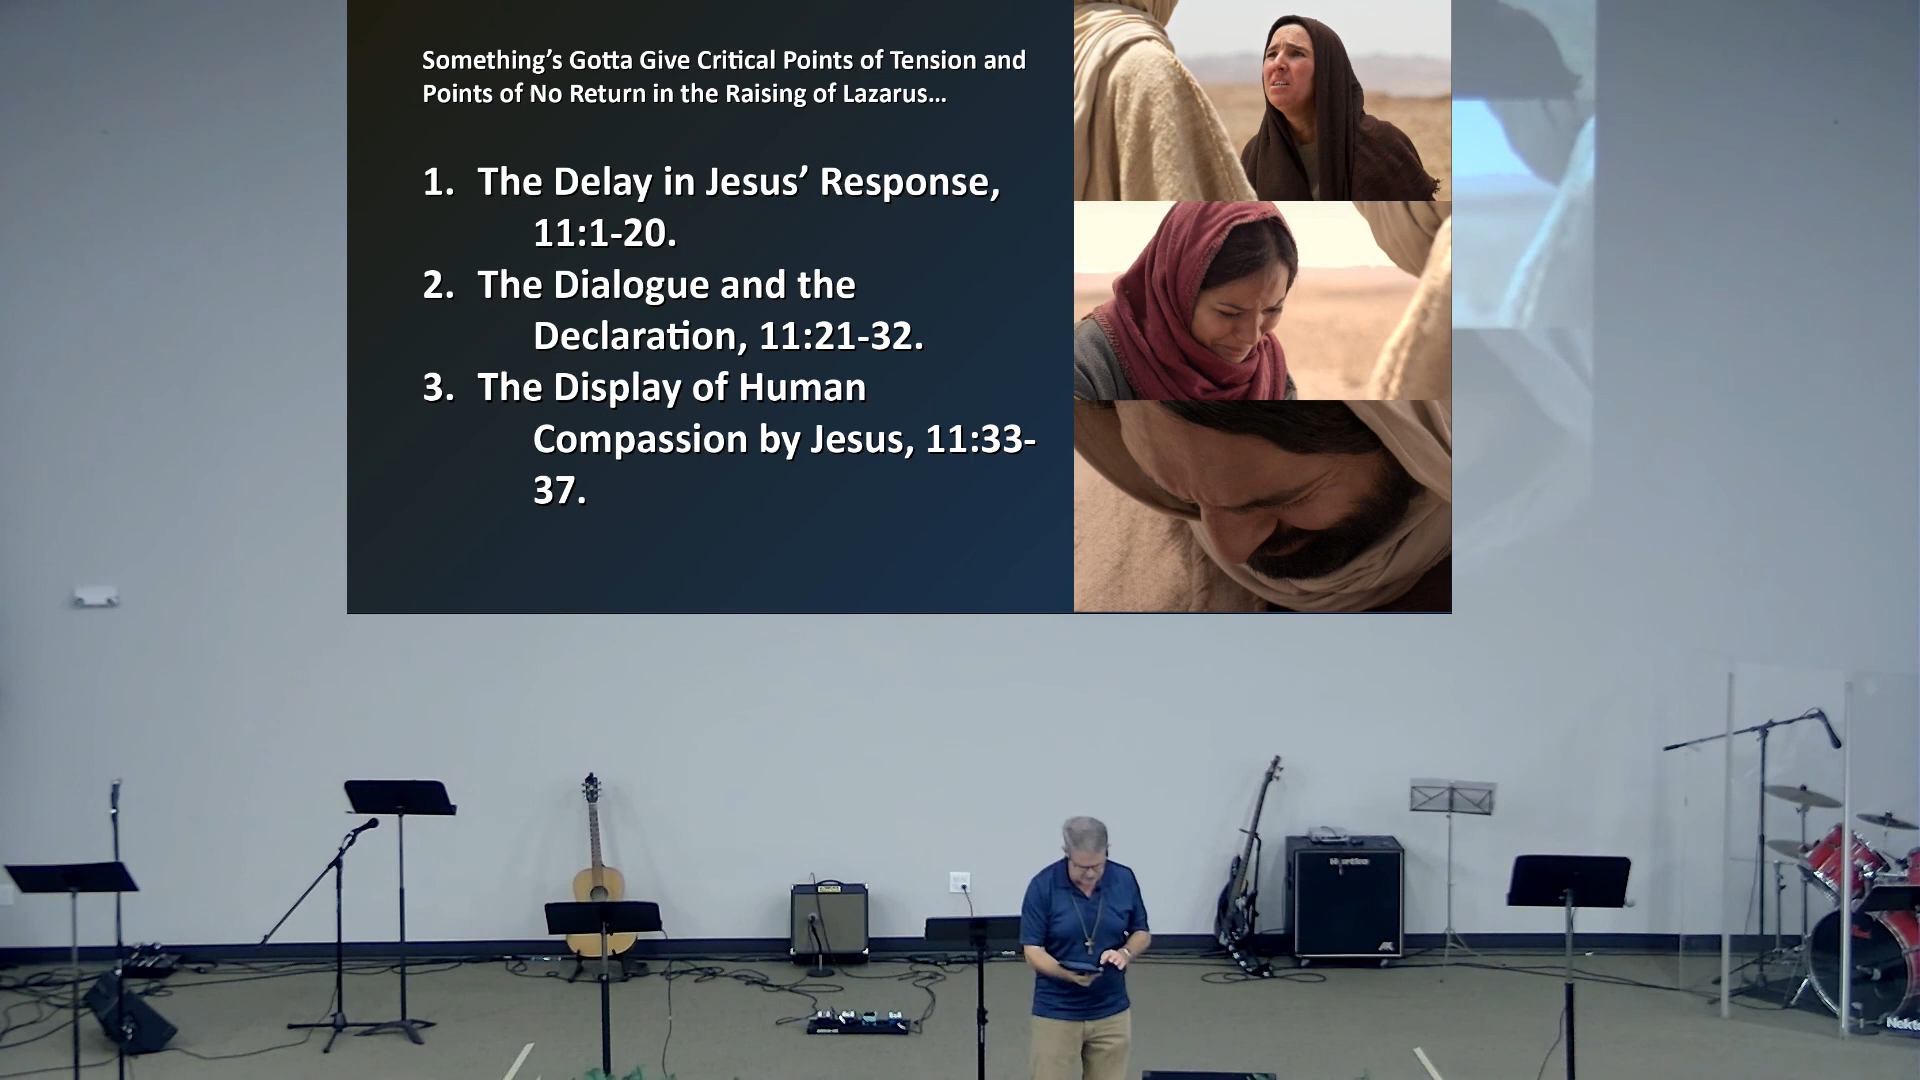 Something’s Gotta Give Critical Points of Tension and
Points of No Return in the Raising of Lazarus…
1. The Delay in Jesus’ Response,
11:1-20.
2. The Dialogue and the
Declaration, 11:21-32.
3. The Display of Human
Compassion by Jesus, 11:33-
37.
Hartke